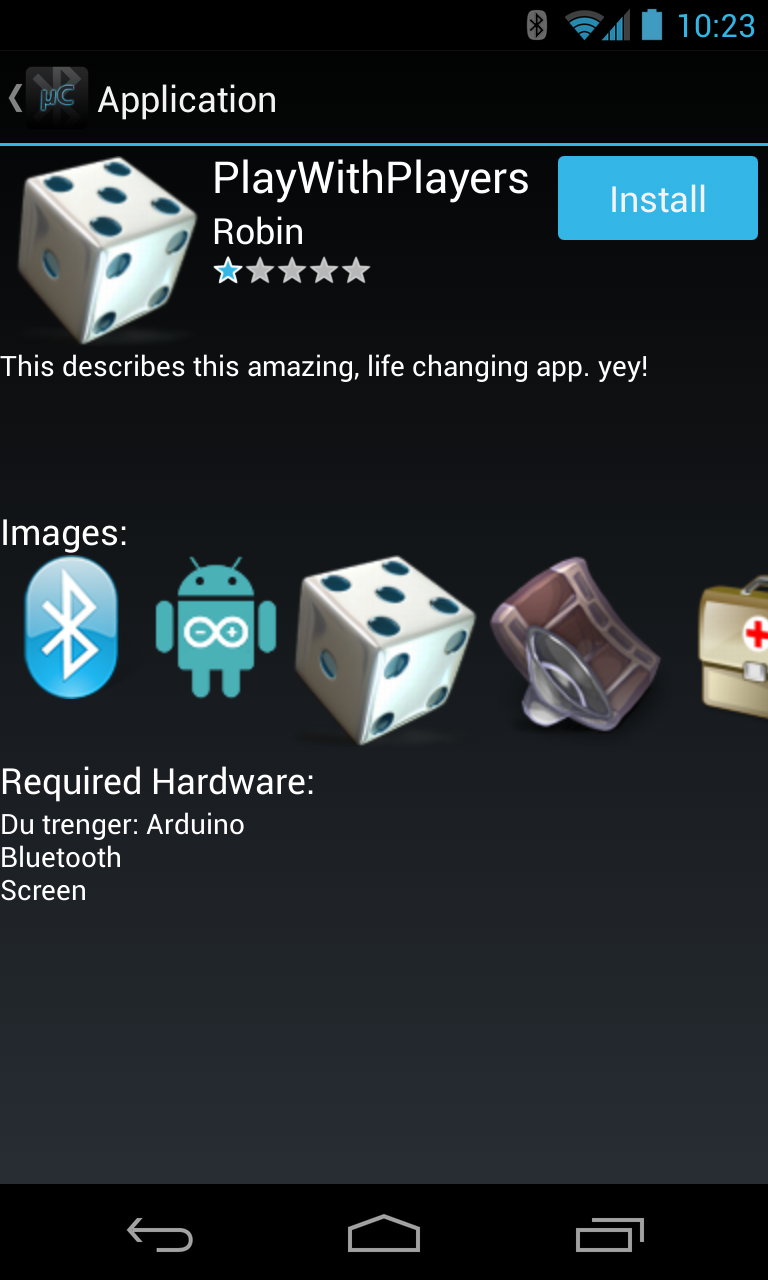 10:23
µC Application
PlayWithPlayers
Install
Robin
This describes this amazing, life changing app. yey!
Images:
Required Hardware:
Du trenger: Arduino
Bluetooth
Screen